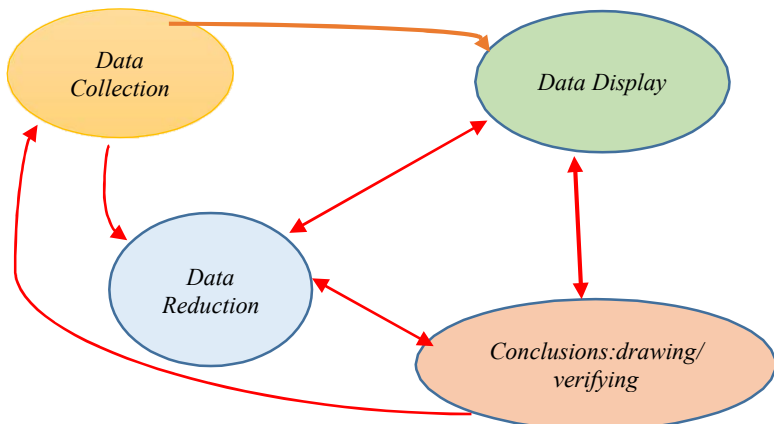 Data
Collection
Data Display
Data
Reduction
Conclusions:drawing/
verifying